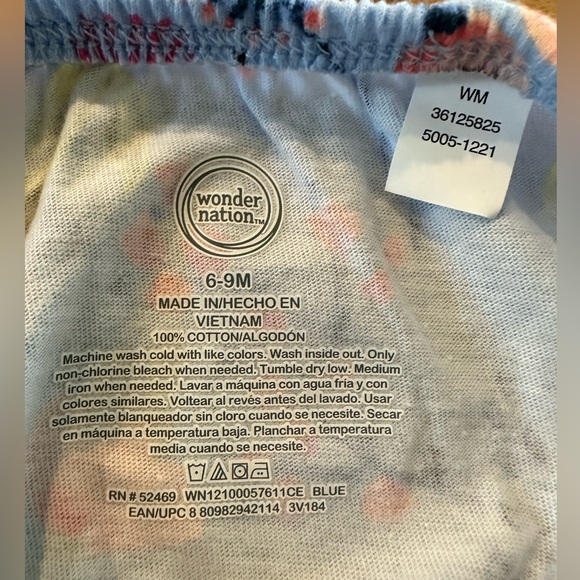 WM
36125825
5005-1221
wonder
nation™
6-9M
MADE IN/HECHO EN
VIETNAM
100% COTTON/ALGODÓN
Machine wash cold with like colors. Wash inside out. Only
non-chlorine bleach when needed. Tumble dry low. Medium
iron when needed. Lavar a máquina con agua fría y con
colores similares. Voltear al revés antes del lavado. Usar
solamente blanqueador sin cloro cuando se necesite. Secar
en máquina a temperatura baja. Planchar a temperatura
media cuando se necesite.
RN # 52469 WN12100057611CE BLUE
EAN/UPC 8 80982942114 3V184